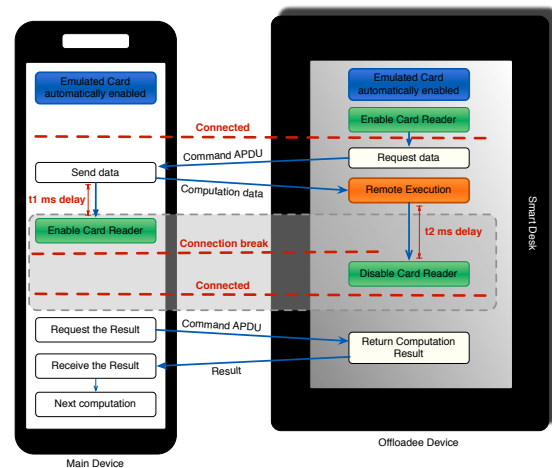 Emulated Card
automatically enabled
Emulated Card
automatically enabled
Enable Card Reader
Connected
Command APDU
Request data
Send data
Computation data
Remote Execution
t1 ms delay
Enable Card Reader
t2 ms delay
Connection break
Disable Card Reader
Connected
Request the Result
Command APDU
Return Computation
Result
Receive the Result
Result
Next computation
Smart Desk
Offloadee Device
Main Device